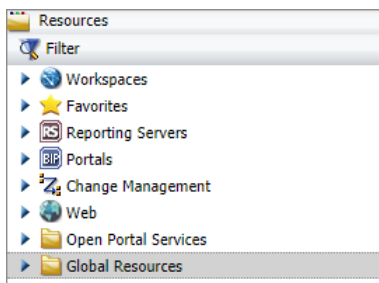 Resources
Filter
Workspaces
Favorites
RS Reporting Servers
BIP Portals
Change Management
Web
Open Portal Services
Global Resources